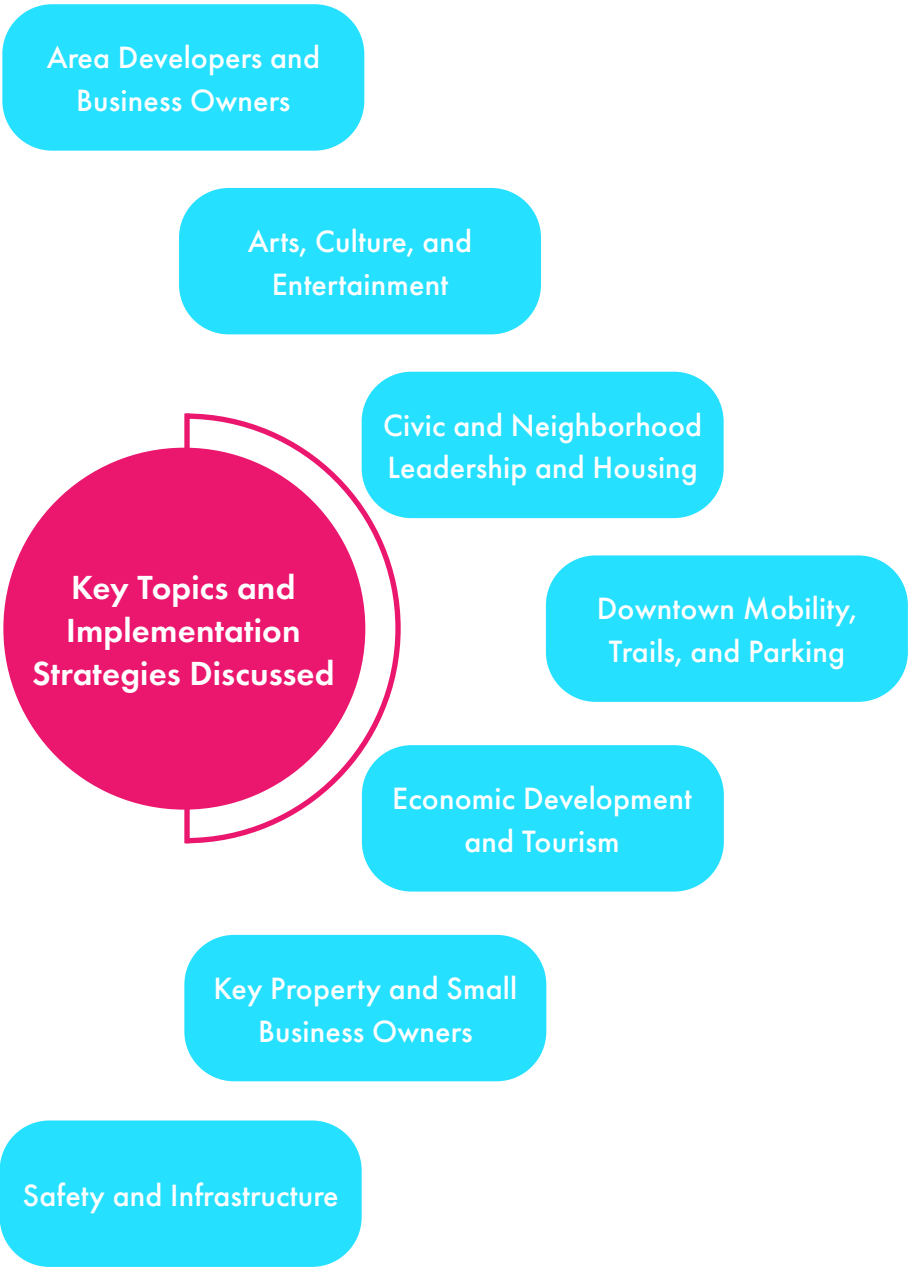 Area Developers and
Business Owners
Arts, Culture, and
Entertainment
Civic and Neighborhood
Leadership and Housing
Key Topics and
Implementation
Strategies Discussed
Downtown Mobility,
Trails, and Parking
Economic Development
and Tourism
Key Property and Small
Business Owners
Safety and Infrastructure